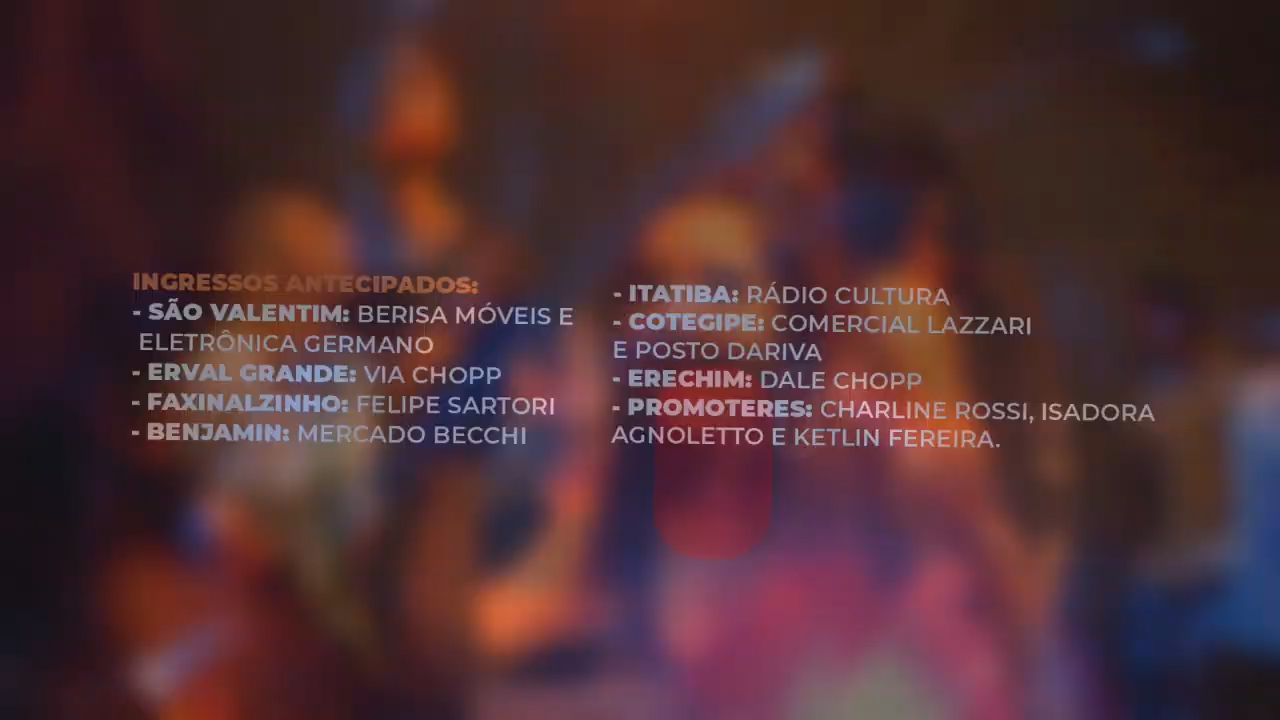 INGRESSOS ANTECIPADOS:
- SÃO VALENTIM: BERISA MÓVEIS E
ELETRÔNICA GERMANO
- ERVAL GRANDE: VIA CHOPP
- FAXINALZINHO: FELIPE SARTORI
- BENJAMIN: MERCADO BECCHI
- ITATIBA: RÁDIO CULTURA
- COTEGIPE: COMERCIAL LAZZARI
E POSTO DARIVA
- ERECHIM: DALE CHOPP
- PROMOTERES: CHARLINE ROSSI, ISADORA
AGNOLETTO E KETLIN FEREIRA.